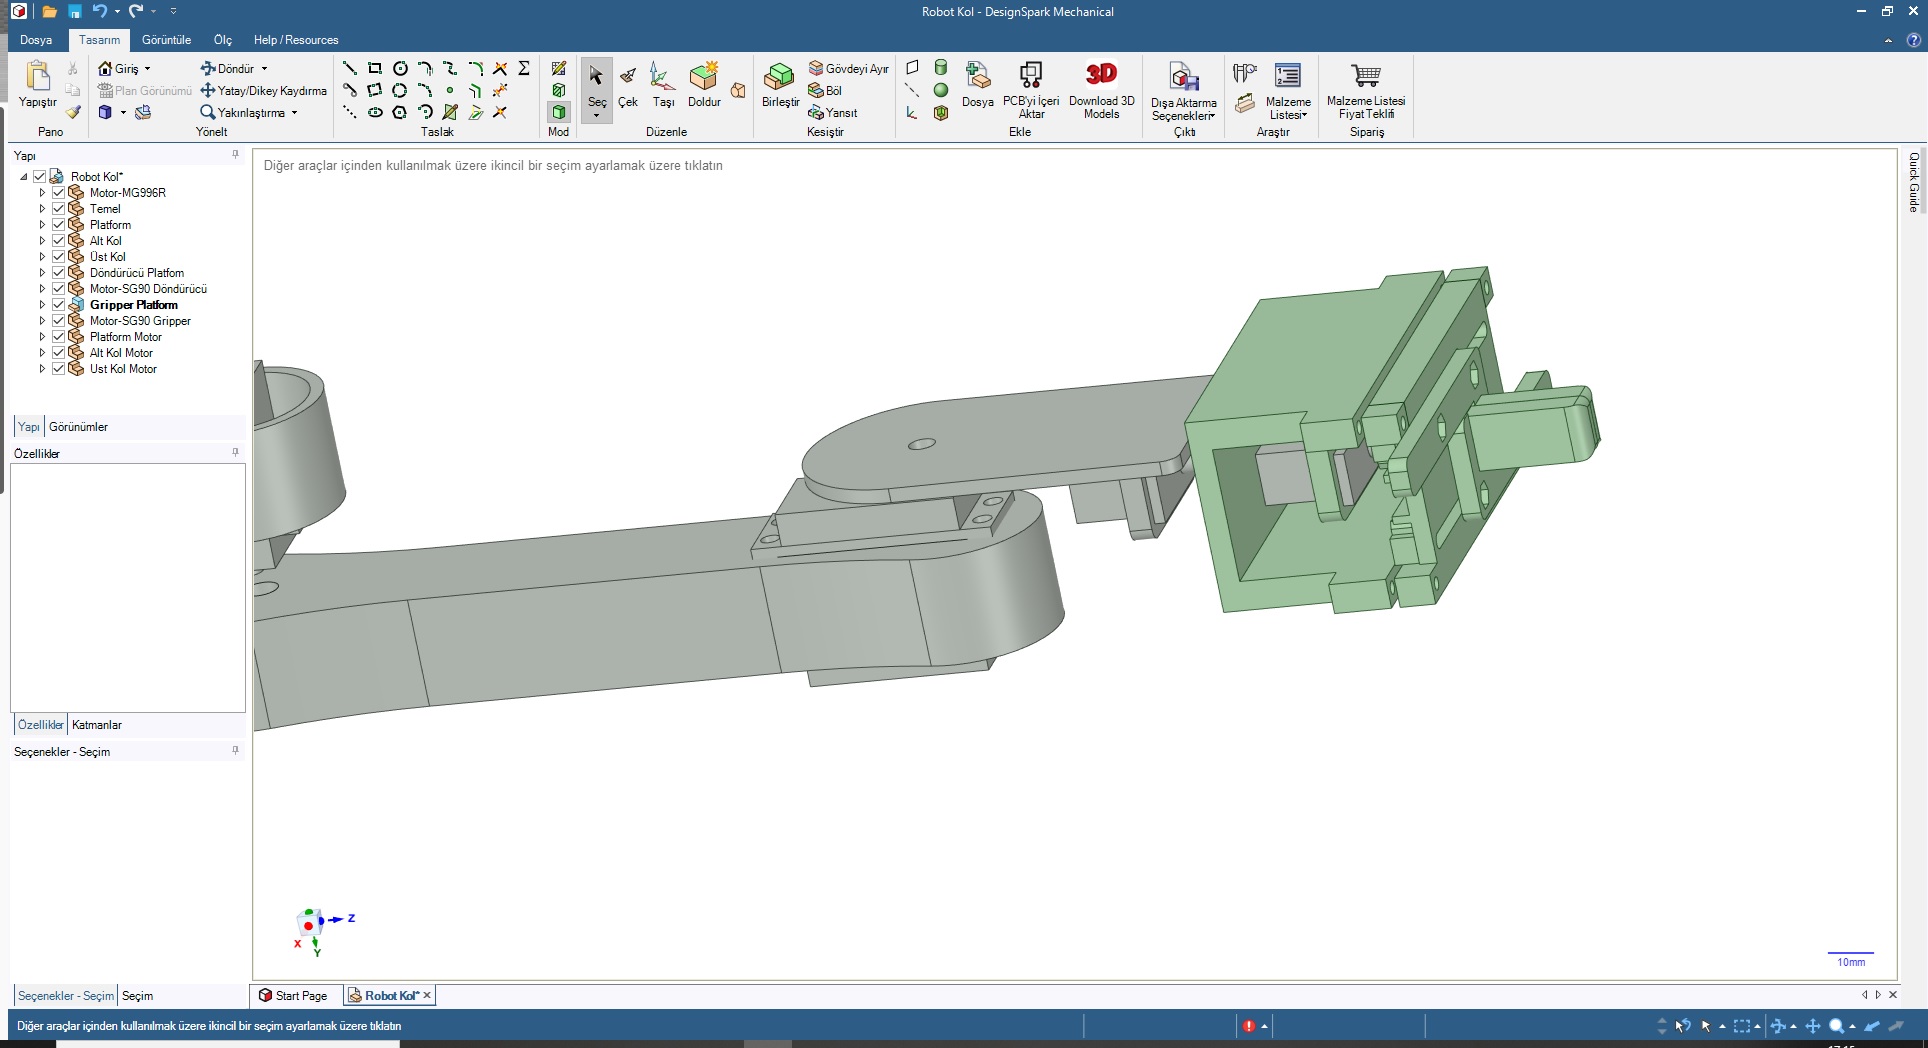 Robot Kol - DesignSpark Mechanical
Dosya
Tasarım
Görüntüle
Ölç
Help / Resources
Yapıştır
Pano
Giriş
Plan Görünümü
Döndür
Yatay/Dikey Kaydırma
Yakınlaştırma
Yönelt
Taslak
Mod
Seç
Çek
Taşı
Doldur
Düzenle
Birleştir
Gövdeyi Ayır
Böl
Yansıt
Kesiştir
Dosya
PCB'yi İçeri
Aktar
Download 3D
Models
3D
Ekle
Dışa Aktarma
Seçenekleri
Çıktı
Malzeme
Listesi
Araştır
Malzeme Listesi
Fiyat Teklifi
Sipariş
Yapı
Robot Kol*
Motor-MG996R
Temel
Platform
Alt Kol
Üst Kol
Döndürücü Platfom
Motor-SG90 Döndürücü
Gripper Platform
Motor-SG90 Gripper
Platform Motor
Alt Kol Motor
Üst Kol Motor
Yapı
Görünümler
Özellikler
Özellikler
Katmanlar
Seçenekler - Seçim
Seçenekler - Seçim
Seçim
Diğer araçlar içinden kullanılmak üzere ikincil bir seçim ayarlamak üzere tıklatın
Quick Guide
Z
X
Y
10mm
Start Page
Robot Kol*
Diğer araçlar içinden kullanılmak üzere ikincil bir seçim ayarlamak üzere tıklatın